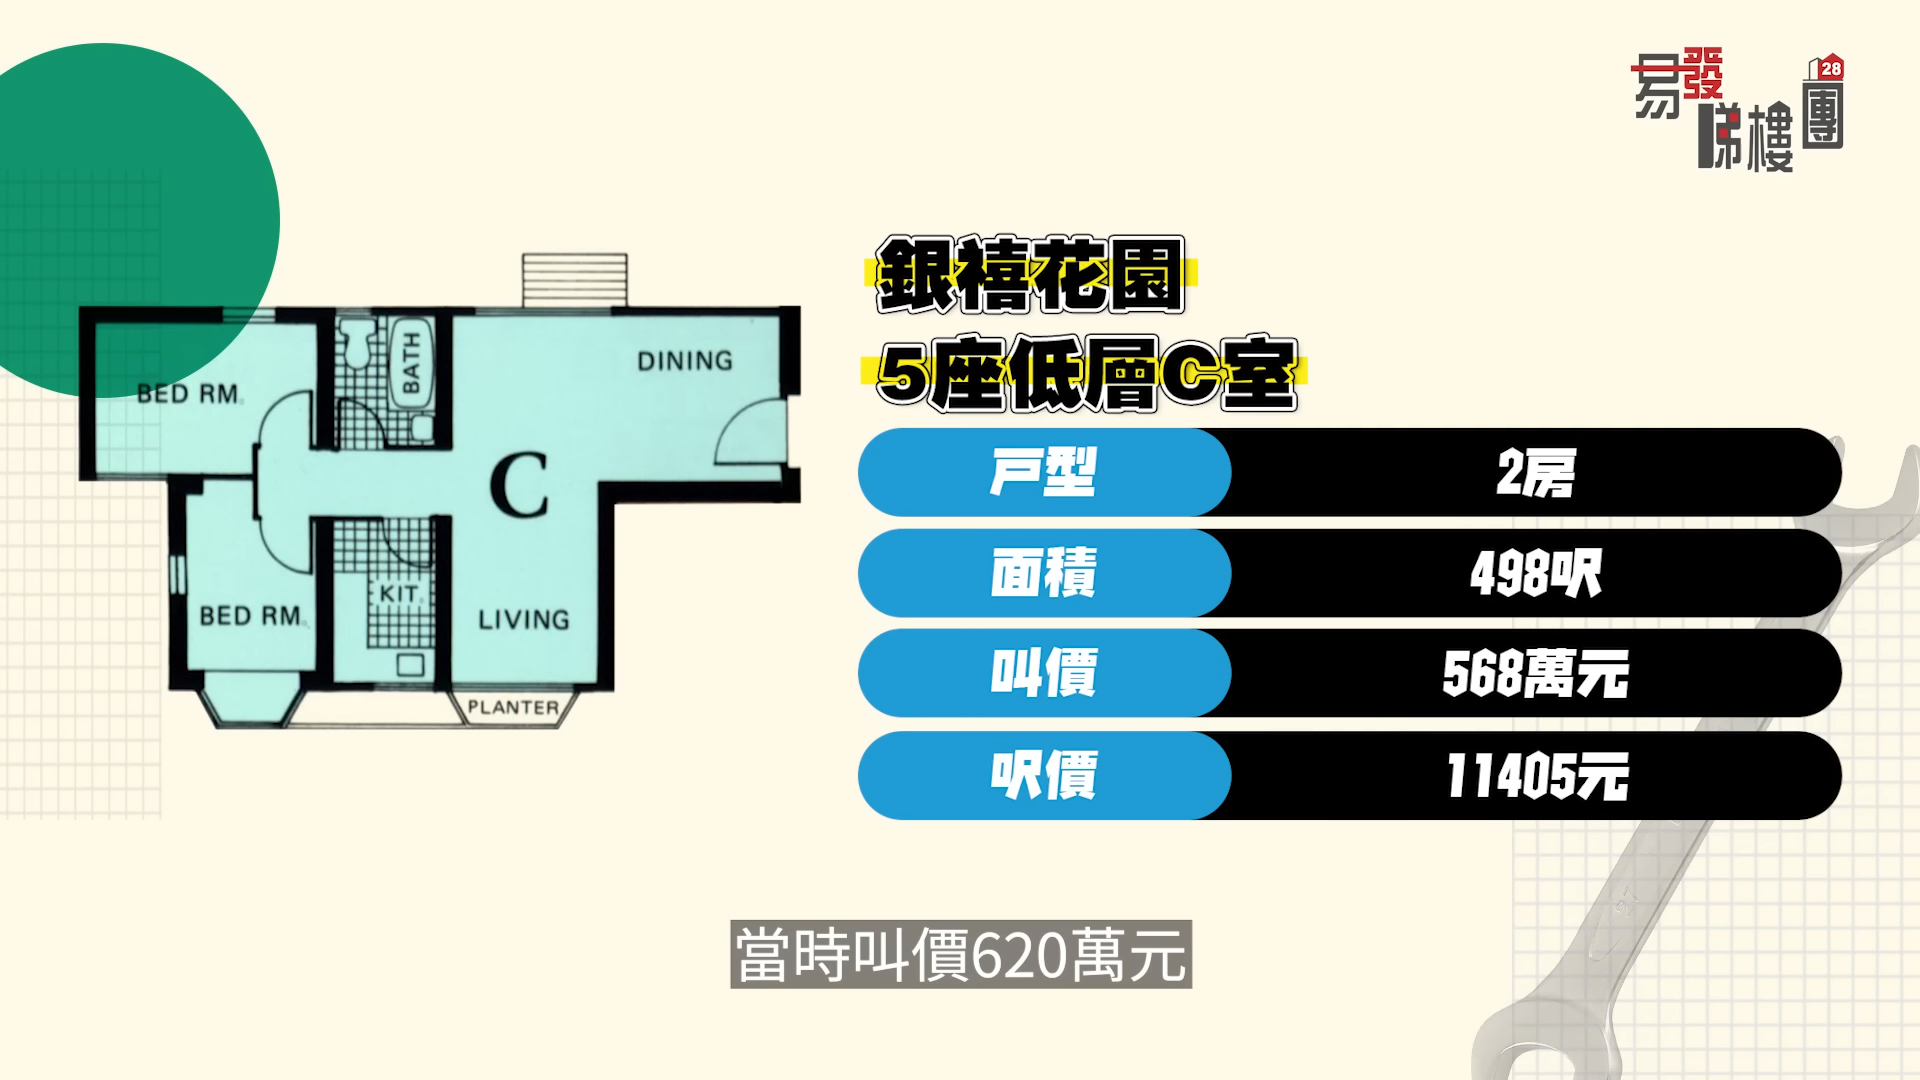 易發睇樓團
28
銀禧花園
5座低層C室
戶型
2房
面積
498呎
叫價
568萬元
呎價
11405元
BED RM.
BATH
DINING
C
BED RM.
KIT.
LIVING
PLANTER
當時叫價620萬元